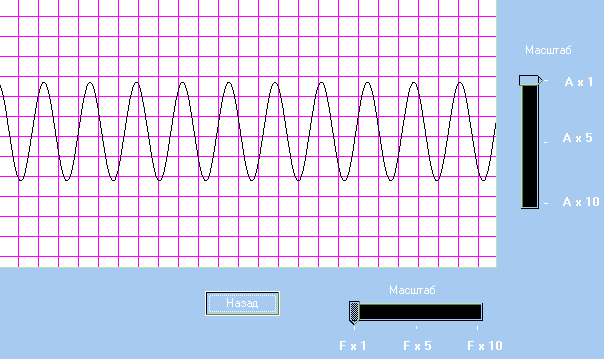 Масштаб
A x 1
A x 5
A x 10
Масштаб
Назад
F x 1
F x 5
F x 10